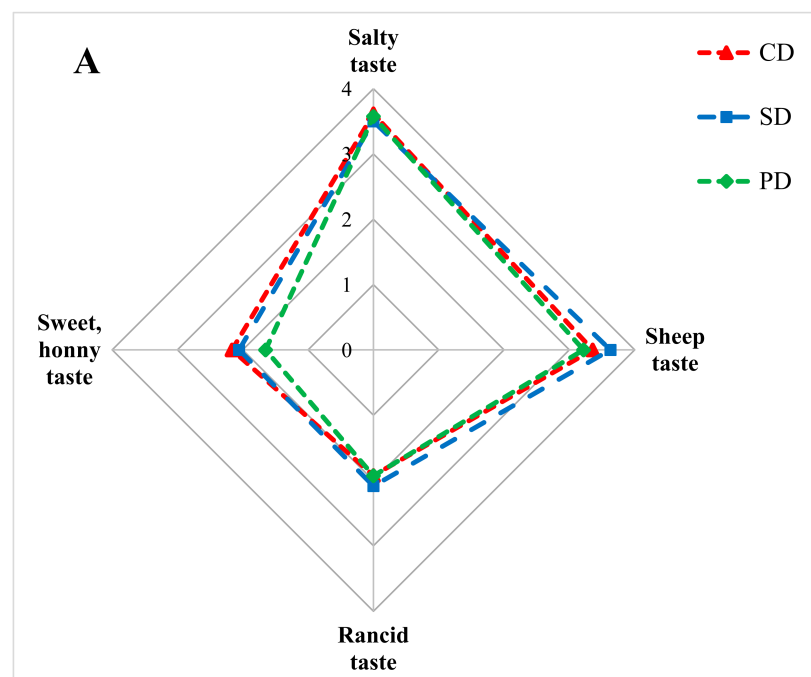 A
Salty
taste
CD
SD
PD
4
3
2
1
0
Sweet,
honny
taste
Sheep
taste
Rancid
taste